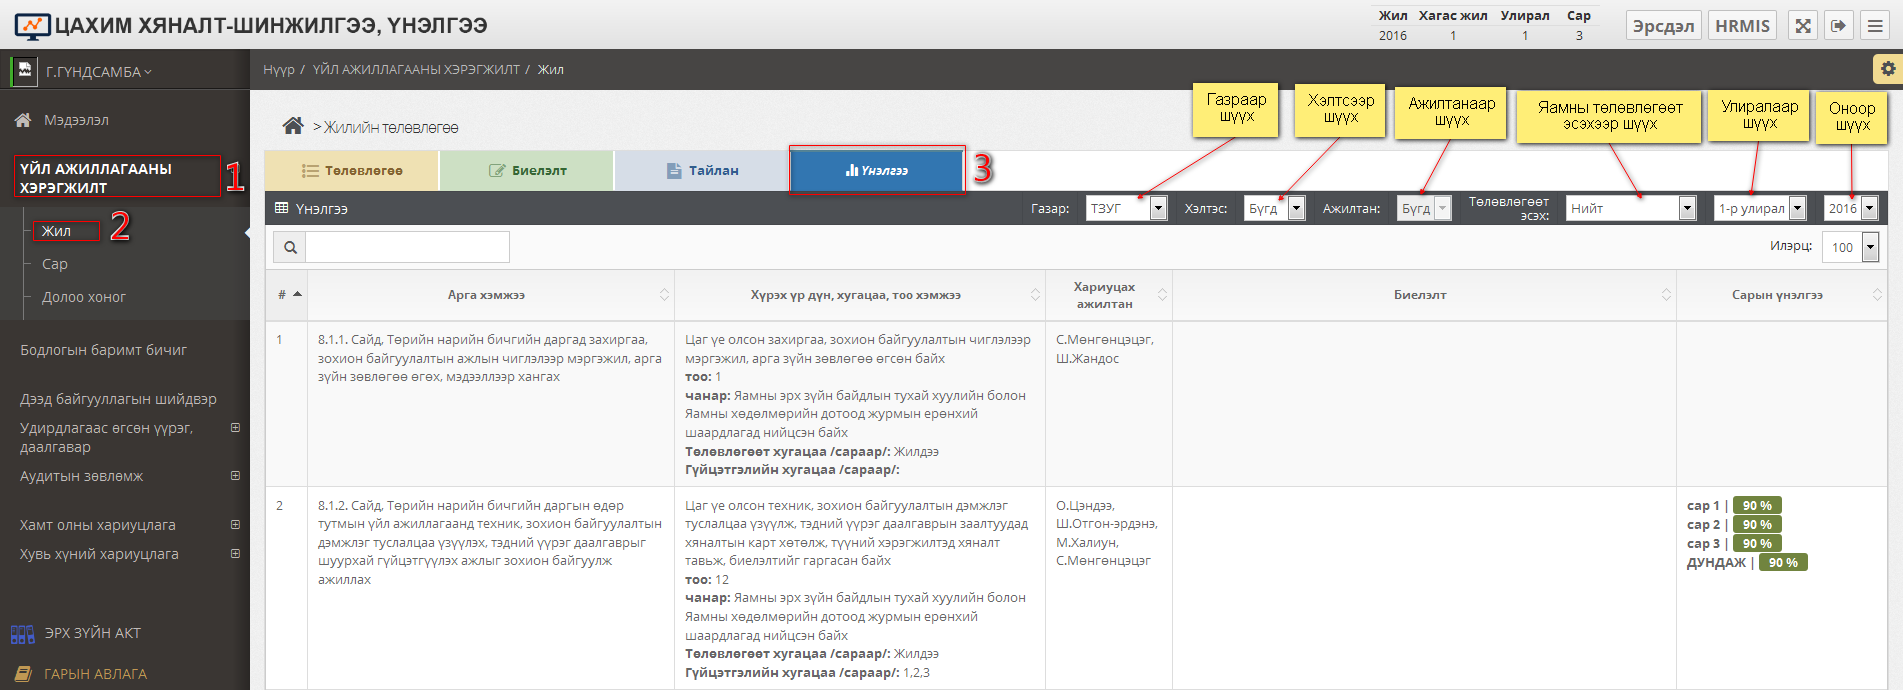 ЦАХИМ ХЯНАЛТ-ШИНЖИЛГЭЭ, ҮНЭЛГЭЭ
Жил Хагас жил Улирал Сар
2016 1 1 3
Эрсдэл HRMIS
Г.ГҮНДСАМБА
Нүүр / ҮЙЛ АЖИЛЛАГААНЫ ХЭРЭГЖИЛТ / Жил
Мэдээлэл
ҮЙЛ АЖИЛЛАГААНЫ
ХЭРЭГЖИЛТ
1
Жил
2
Сар
Долоо хоног
Бодлогын баримт бичиг
Дээд байгууллагын шийдвэр
Удирдлагаас өгсөн үүрэг,
даалгавар
Аудитын зөвлөмж
Хамт олны хариуцлага
Хувь хүний хариуцлага
ЭРХ ЗҮЙН АКТ
ГАРЫН АВЛАГА
> Жилийн төлөвлөгөө
Газраар
шүүх
Хэлтсээр
шүүх
Ажилтанаар
шүүх
Яамны төлөвлөгөөт
эсэхээр шүүх
Улиралаар
шүүх
Оноор
шүүх
Төлөвлөгөө
Биелэлт
Тайлан
Үнэлгээ
3
Үнэлгээ
Газар: ТЗУГ
Хэлтэс: Бүгд
Ажилтан: Бүгд
Төлөвлөгөөт
эсэх: Нийт
1-р улирал
2016
Илэрц: 100
# Арга хэмжээ
Хүрэх үр дүн, хугацаа, тоо хэмжээ
Хариуцах
ажилтан
Биелэлт
Сарын үнэлгээ
1
8.1.1. Сайд, Төрийн нарийн бичгийн даргад захиргаа,
зохион байгуулалтын ажлын чиглэлээр мэргэжил, арга
зүйн зөвлөгөө өгөх, мэдээллээр хангах
Цаг үе олсон захиргаа, зохион байгуулалтын чиглэлээр
мэргэжил, арга зүйн зөвлөгөө өгсөн байх
тоо: 1
чанар: Яамны эрх зүйн байдлын тухай хуулийн болон
Яамны хөдөлмөрийн дотоод журмын ерөнхий
шаардлагад нийцсэн байх
Төлөвлөгөөт хугацаа /сараар/: Жилдээ
Гүйцэтгэлийн хугацаа /сараар/:
С.Мөнгөнцэцэг,
Ш.Жандос
2
8.1.2. Сайд, Төрийн нарийн бичгийн даргын өдөр
тутмын үйл ажиллагаанд техник, зохион байгуулалтын
дэмжлэг туслалцаа үзүүлэх, тэдний үүрэг даалгаврыг
шуурхай гүйцэтгүүлэх ажлыг зохион байгуулж
ажиллах
Цаг үе олсон техник, зохион байгуулалтын дэмжлэг
туслалцаа үзүүлж, тэдний үүрэг даалгаврын заалтуудад
хяналтын карт хөтөлж, түүний хэрэгжилтэд хяналт
тавьж, биелэлтийг гаргасан байх
тоо: 12
чанар: Яамны эрх зүйн байдлын тухай хуулийн болон
Яамны хөдөлмөрийн дотоод журмын ерөнхий
шаардлагад нийцсэн байх
Төлөвлөгөөт хугацаа /сараар/: Жилдээ
Гүйцэтгэлийн хугацаа /сараар/: 1,2,3
О.Цэндээ,
Ш.Отгон-эрдэнэ,
М.Халиун,
С.Мөнгөнцэцэг
сар 1 | 90 %
сар 2 | 90 %
сар 3 | 90 %
ДУНДАЖ | 90 %